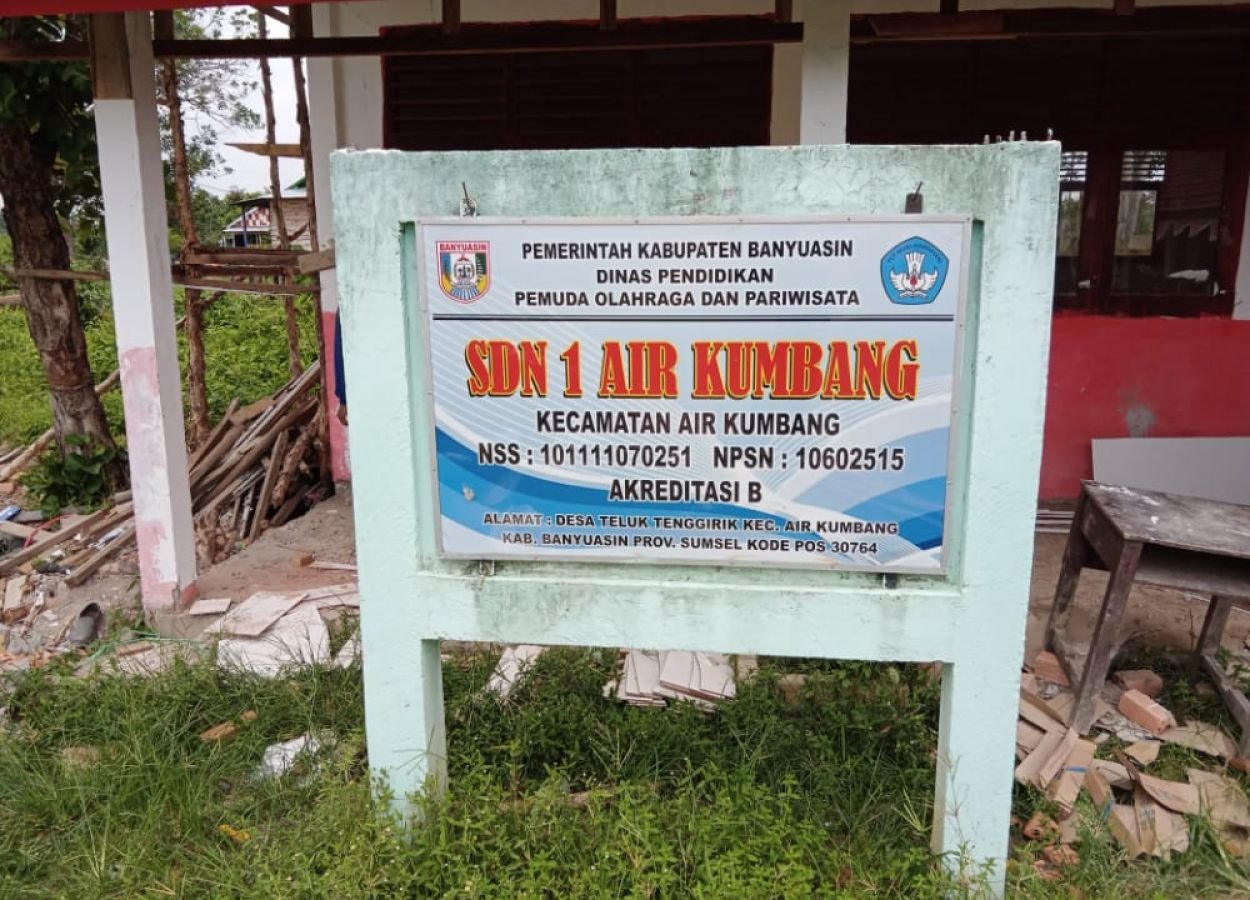 BANYUASIN
PEMERINTAH KABUPATEN BANYUASIN
DINAS PENDIDIKAN
PEMUDA OLAHRAGA DAN PARIWISATA
SDN 1 AIR KUMBANG
KECAMATAN AIR KUMBANG
NSS : 101111070251 NPSN : 10602515
AKREDITASI B
ALAMAT : DESA TELUK TENGGIRIK KEC. AIR KUMBANG
KAB. BANYUASIN PROV. SUMSEL KODE POS 30764